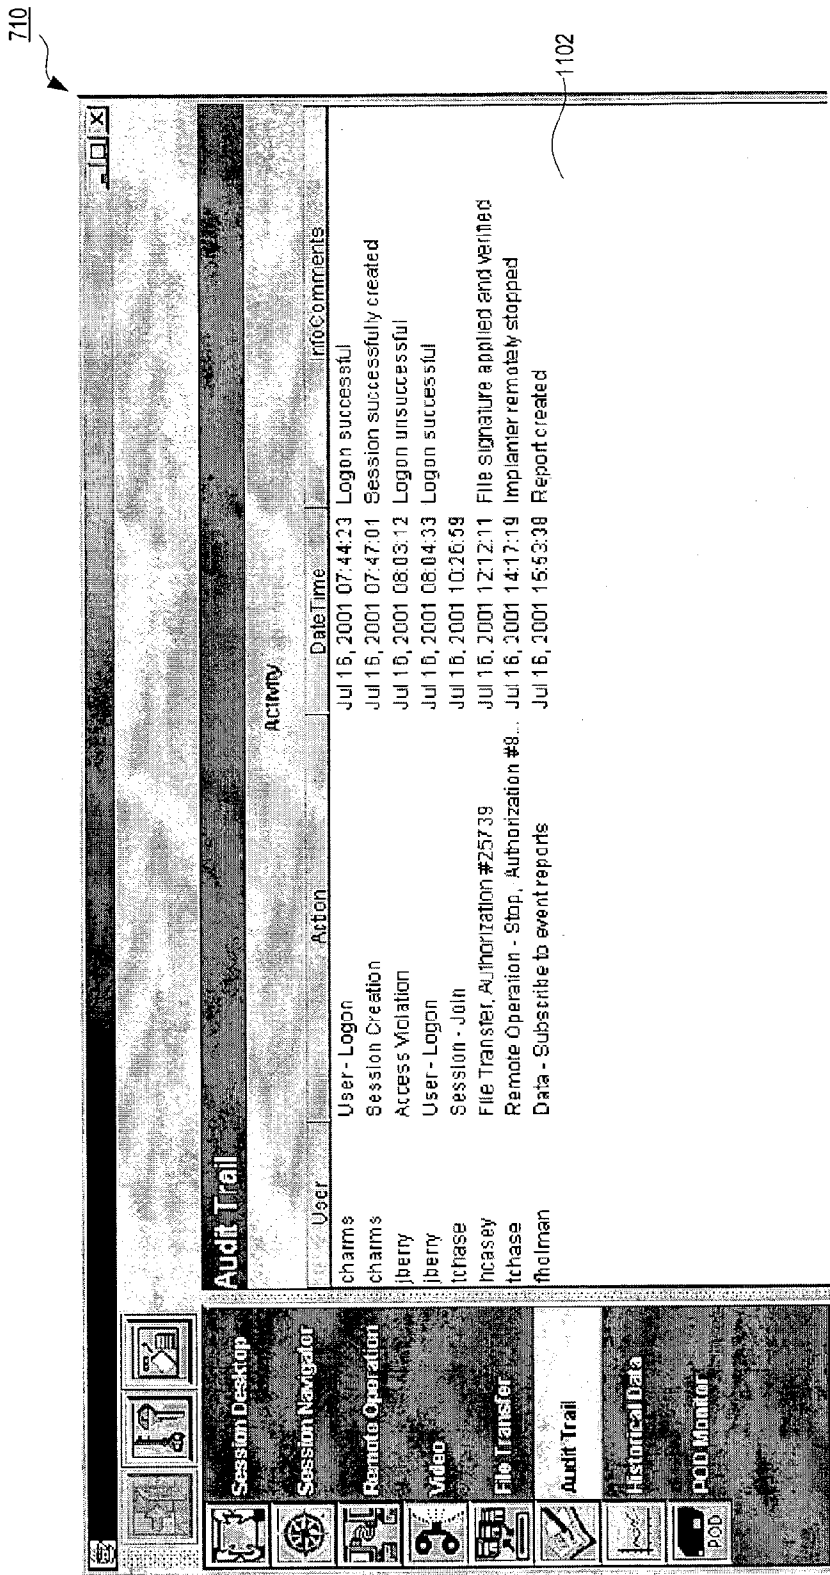 710
Audit Trail
Activity
User Action DateTime InfoComments
charms User - Logon Jul 16, 2001 07:44:23 Logon successful
charms Session Creation Jul 16, 2001 07:47:01 Session successfully created
jberry Access Violation Jul 16, 2001 08:03:12 Logon unsuccessful
jberry User - Logon Jul 16, 2001 08:04:33 Logon successful
tchase Session - Join Jul 16, 2001 10:26:59
hcasey File Transfer, Authorization #25739 Jul 16, 2001 12:12:11 File signature applied and verified
tchase Remote Operation - Stop, Authorization #8... Jul 16, 2001 14:17:19 Implanter remotely stopped
fholman Data - Subscribe to event reports Jul 16, 2001 15:53:38 Report created
1102
Session Desktop
Session Navigator
Remote Operation
Video
File Transfer
Audit Trail
Historical Data
POD Monitor
POD